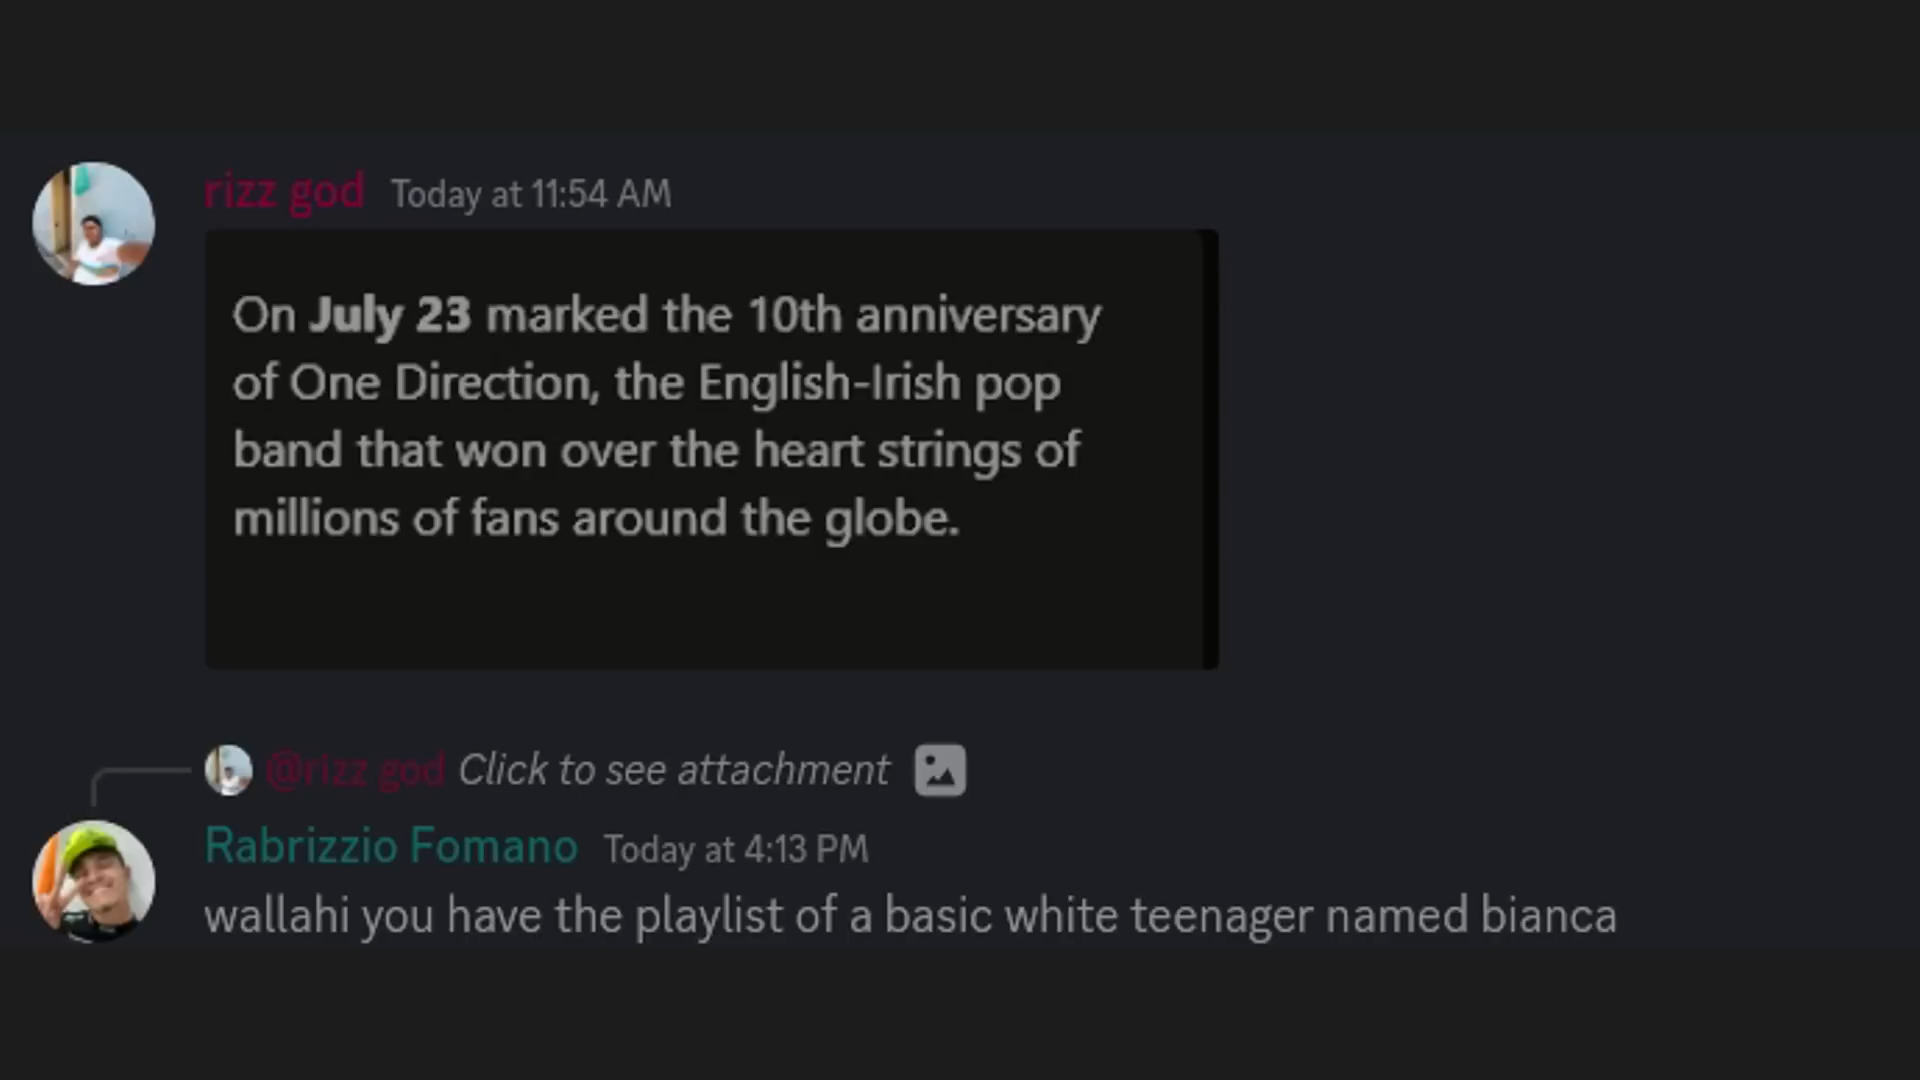 rizz god Today at 11:54 AM
On July 23 marked the 10th anniversary
of One Direction, the English-Irish pop
band that won over the heart strings of
millions of fans around the globe.
@rizz god Click to see attachment
Rabrizzio Fomano Today at 4:13 PM
wallahi you have the playlist of a basic white teenager named bianca